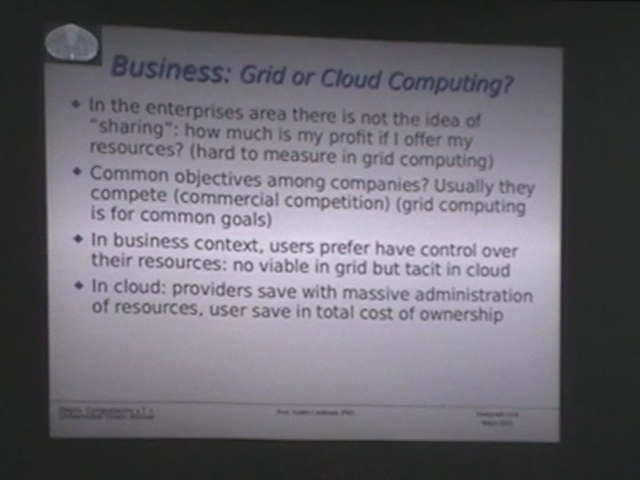 Business: Grid or Cloud Computing?
In the enterprises area there is not the idea of
"sharing": how much is my profit if I offer my
resources? (hard to measure in grid computing)
Common objectives among companies? Usually they
compete (commercial competition) (grid computing
is for common goals)
In business context, users prefer have control over
their resources: no viable in grid but tacit in cloud
In cloud: providers save with massive administration
of resources, user save in total cost of ownership